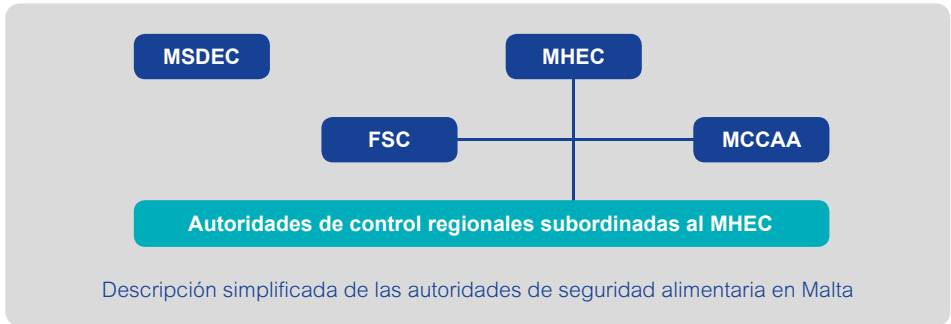 MSDEC
MHEC
FSC
MCCAA
Autoridades de control regionales subordinadas al MHEC
Descripción simplificada de las autoridades de seguridad alimentaria en Malta